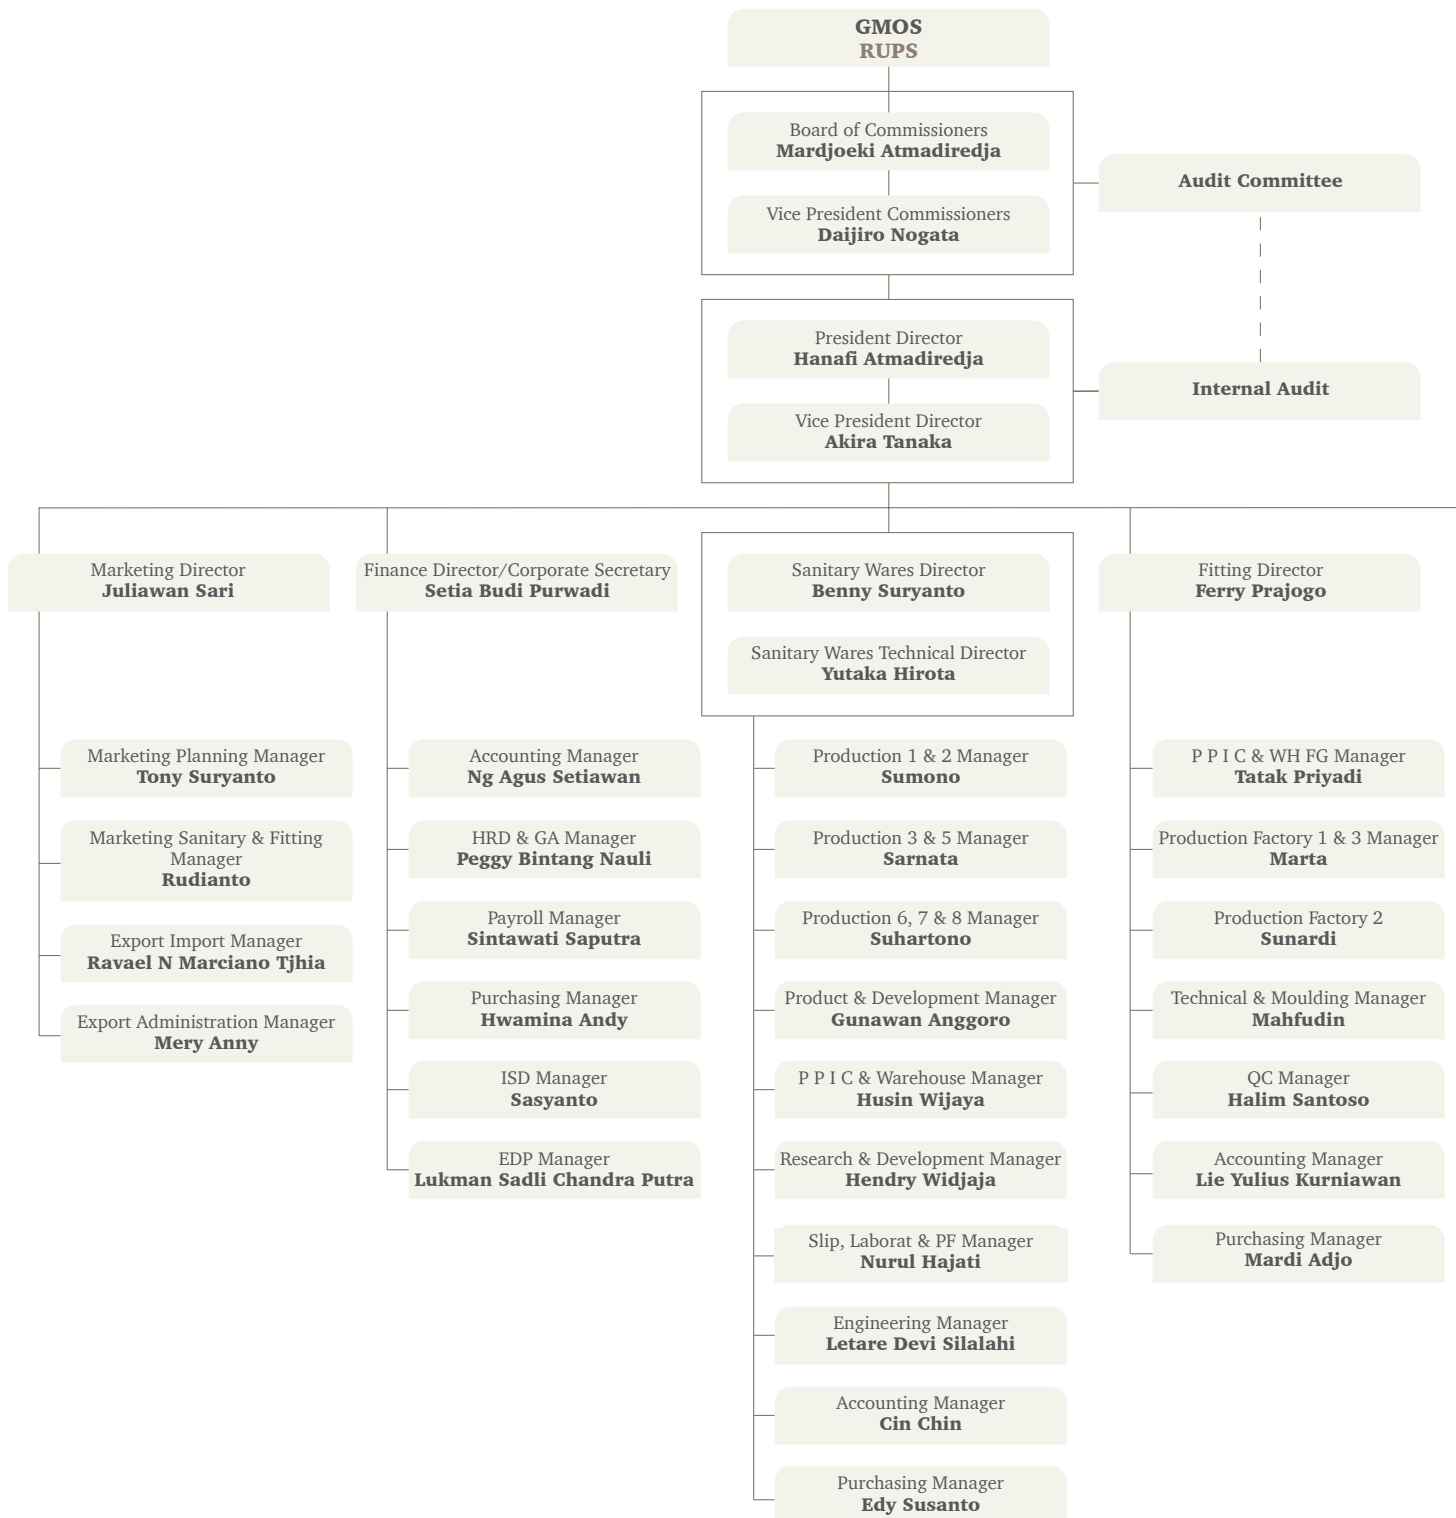 GMOS
RUPS
Board of Commissioners
Mardjoeki Atmadiredja
Vice President Commissioners
Daijiro Nogata
Audit Committee
President Director
Hanafi Atmadiredja
Vice President Director
Akira Tanaka
Internal Audit
Marketing Director
Juliawan Sari
Finance Director/Corporate Secretary
Setia Budi Purwadi
Sanitary Wares Director
Benny Suryanto
Sanitary Wares Technical Director
Yutaka Hirota
Fitting Director
Ferry Prajogo
Marketing Planning Manager
Tony Suryanto
Marketing Sanitary & Fitting
Manager
Rudianto
Export Import Manager
Ravael N Marciano Tjhia
Export Administration Manager
Mery Anny
Accounting Manager
Ng Agus Setiawan
HRD & GA Manager
Peggy Bintang Nauli
Payroll Manager
Sintawati Saputra
Purchasing Manager
Hwamina Andy
ISD Manager
Sasyanto
EDP Manager
Lukman Sadli Chandra Putra
Production 1 & 2 Manager
Sumono
Production 3 & 5 Manager
Sarnata
Production 6, 7 & 8 Manager
Suhartono
Product & Development Manager
Gunawan Anggoro
P P I C & Warehouse Manager
Husin Wijaya
Research & Development Manager
Hendry Widjaja
Slip, Laborat & PF Manager
Nurul Hajati
Engineering Manager
Letare Devi Silalahi
Accounting Manager
Cin Chin
Purchasing Manager
Edy Susanto
P P I C & WH FG Manager
Tatak Priyadi
Production Factory 1 & 3 Manager
Marta
Production Factory 2
Sunardi
Technical & Moulding Manager
Mahfudin
QC Manager
Halim Santoso
Accounting Manager
Lie Yulius Kurniawan
Purchasing Manager
Mardi Adjo